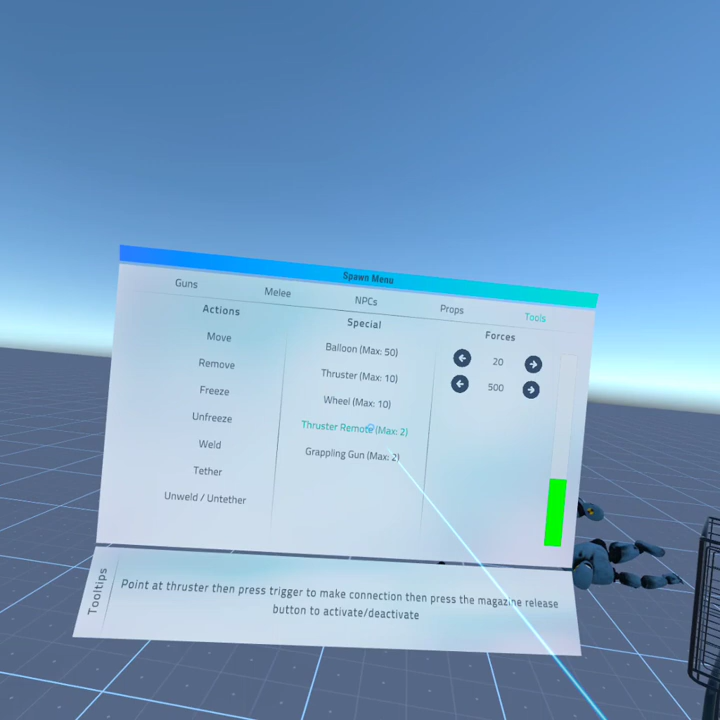 Spawn Menu
Guns
Melee
NPCs
Props
Tools
Actions
Move
Remove
Freeze
Unfreeze
Weld
Tether
Unweld / Untether
Special
Balloon (Max: 50)
Thruster (Max: 10)
Wheel (Max: 10)
Thruster Remote (Max: 2)
Grappling Gun (Max: 2)
Forces
20
500
Tooltips
Point at thruster then press trigger to make connection then press the magazine release
button to activate/deactivate